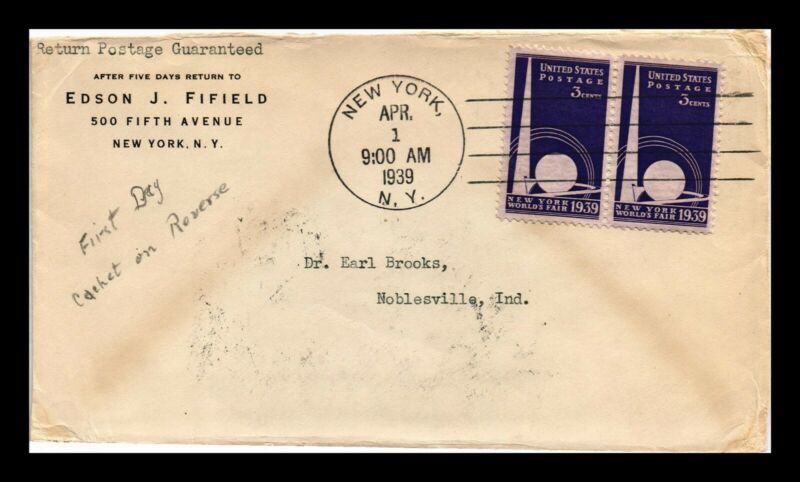 Return Postage Guaranteed
AFTER FIVE DAYS RETURN TO
EDSON J. FIFIELD
500 FIFTH AVENUE
NEW YORK, N. Y.
First Day
Cachet on Reverse
NEW YORK,
APR.
1
9:00 AM
1939
N. Y.
UNITED STATES
POSTAGE
3 CENTS
NEW YORK
WORLD'S FAIR 1939
UNITED STATES
POSTAGE
3 CENTS
NEW YORK
WORLD'S FAIR 1939
Dr. Earl Brooks,
Noblesville, Ind.